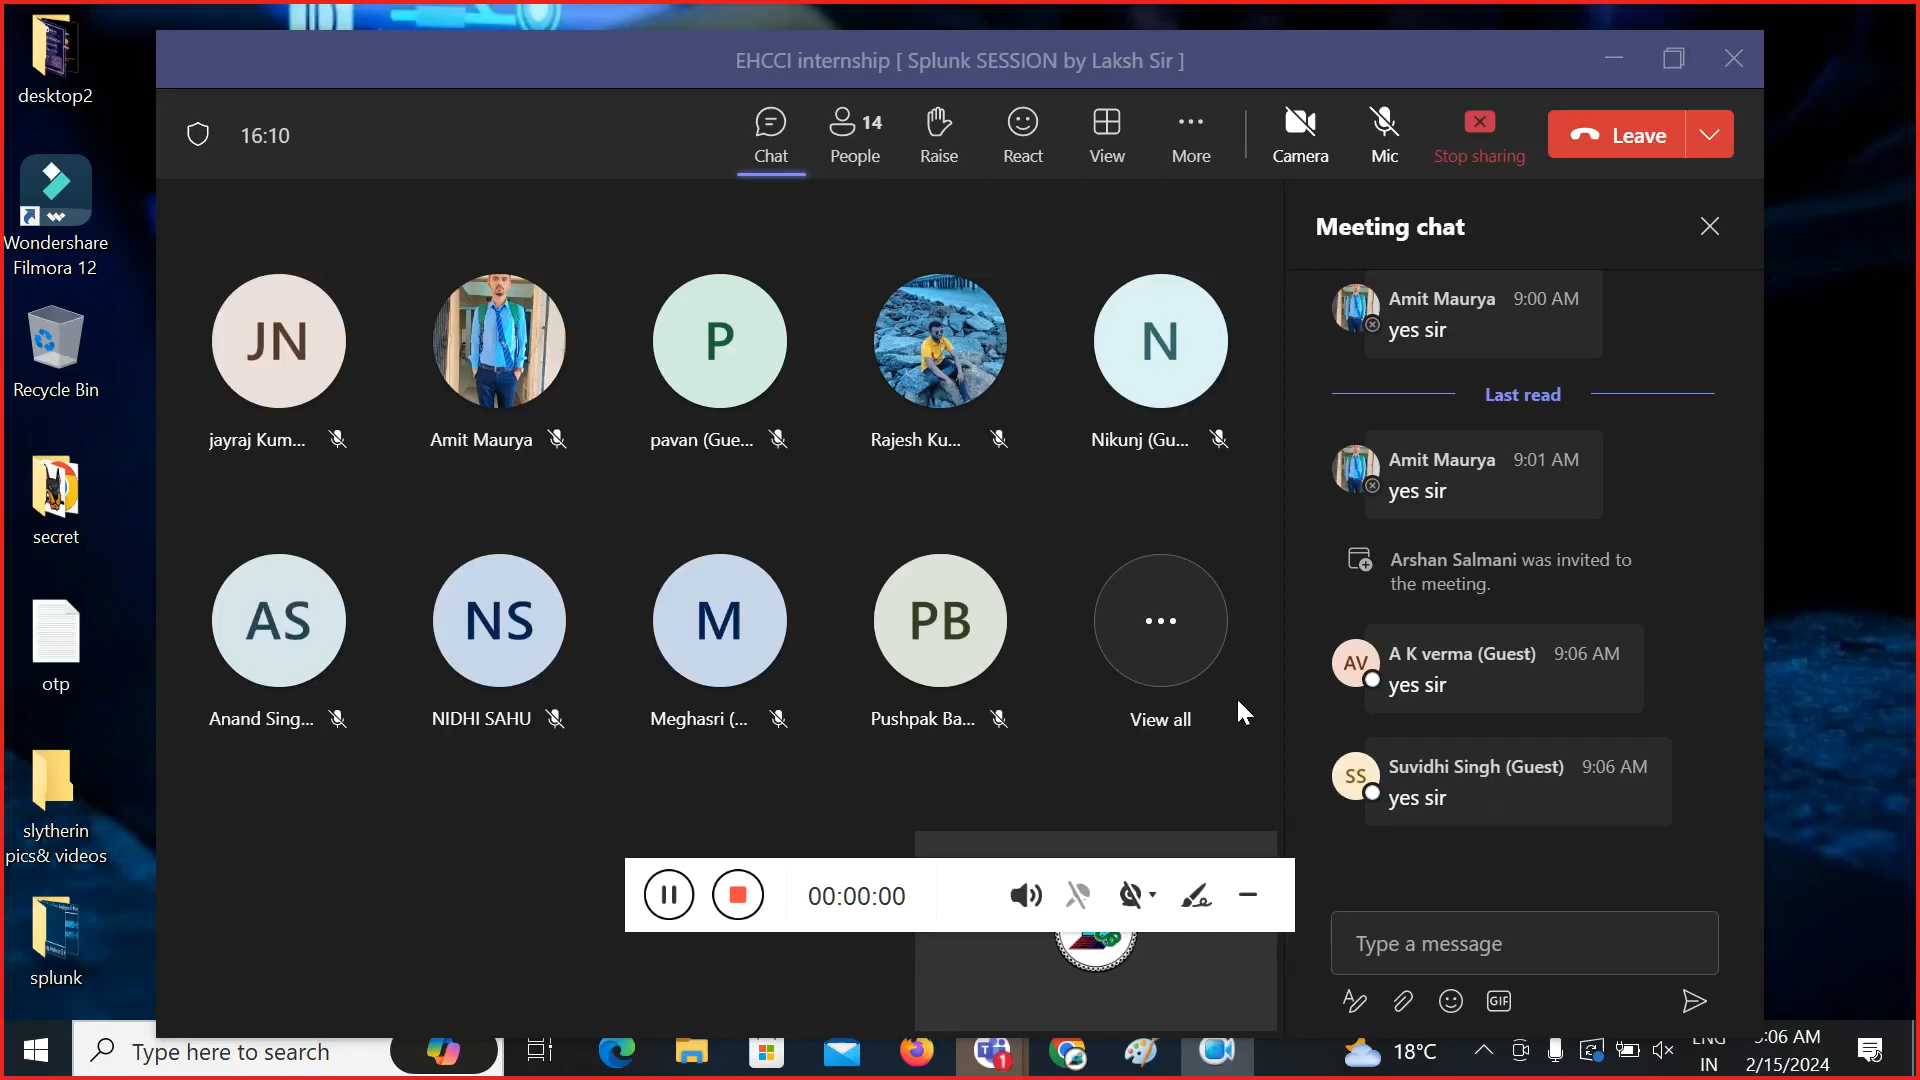 desktop2
Wondershare
Filmora 12
Recycle Bin
secret
otp
slytherin
pics& videos
splunk
EHCCI internship [ Splunk SESSION by Laksh Sir ]
16:10
Chat
People
14
Raise
React
View
More
Camera
Mic
Stop sharing
Leave
JN
jayraj Kum...
Amit Maurya
P
pavan (Gue...
Rajesh Ku...
N
Nikunj (Gu...
AS
Anand Sing...
NS
NIDHI SAHU
M
Meghasri (...
PB
Pushpak Ba...
View all
00:00:00
Meeting chat
Amit Maurya 9:00 AM
yes sir
Last read
Amit Maurya 9:01 AM
yes sir
Arshan Salmani was invited to
the meeting.
AV
A K verma (Guest) 9:06 AM
yes sir
SS
Suvidhi Singh (Guest) 9:06 AM
yes sir
Type a message
GIF
Type here to search
1
18°C
ENG
IN
:06 AM
2/15/2024